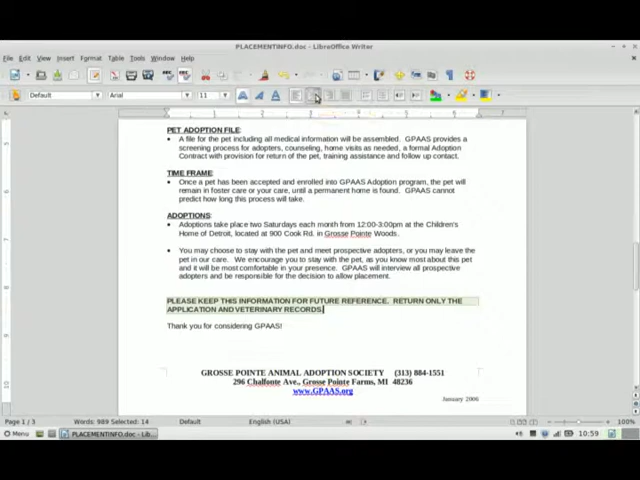 PLACEMENTINFO.doc - LibreOffice Writer
File Edit View Insert Format Table Tools Window Help
Default Arial 11
PET ADOPTION FILE:
• A file for the pet including all medical information will be assembled. GPAAS provides a
screening process for adopters, counseling, home visits as needed, a formal Adoption
Contract with provision for return of the pet, training assistance and follow up contact.
TIME FRAME:
• Once a pet has been accepted and enrolled into GPAAS Adoption program, the pet will
remain in foster care or your care, until a permanent home is found. GPAAS cannot
predict how long this process will take.
ADOPTIONS:
• Adoptions take place two Saturdays each month from 12:00-3:00pm at the Children's
Home of Detroit, located at 900 Cook Rd. in Grosse Pointe Woods.
• You may choose to stay with the pet and meet prospective adopters, or you may leave the
pet in our care. We encourage you to stay with the pet, as you know most about this pet
and it will be most comfortable in your presence. GPAAS will interview all prospective
adopters and be responsible for the decision to allow placement.
PLEASE KEEP THIS INFORMATION FOR FUTURE REFERENCE. RETURN ONLY THE
APPLICATION AND VETERINARY RECORDS.
Thank you for considering GPAAS!
GROSSE POINTE ANIMAL ADOPTION SOCIETY (313) 884-1551
296 Chalfonte Ave., Grosse Pointe Farms, MI 48236
www.GPAAS.org
January 2006
Page 1 / 3 Words: 989 Selected: 14 Default English (USA) 100%
Menu PLACEMENTINFO.doc - Lib... 10:59